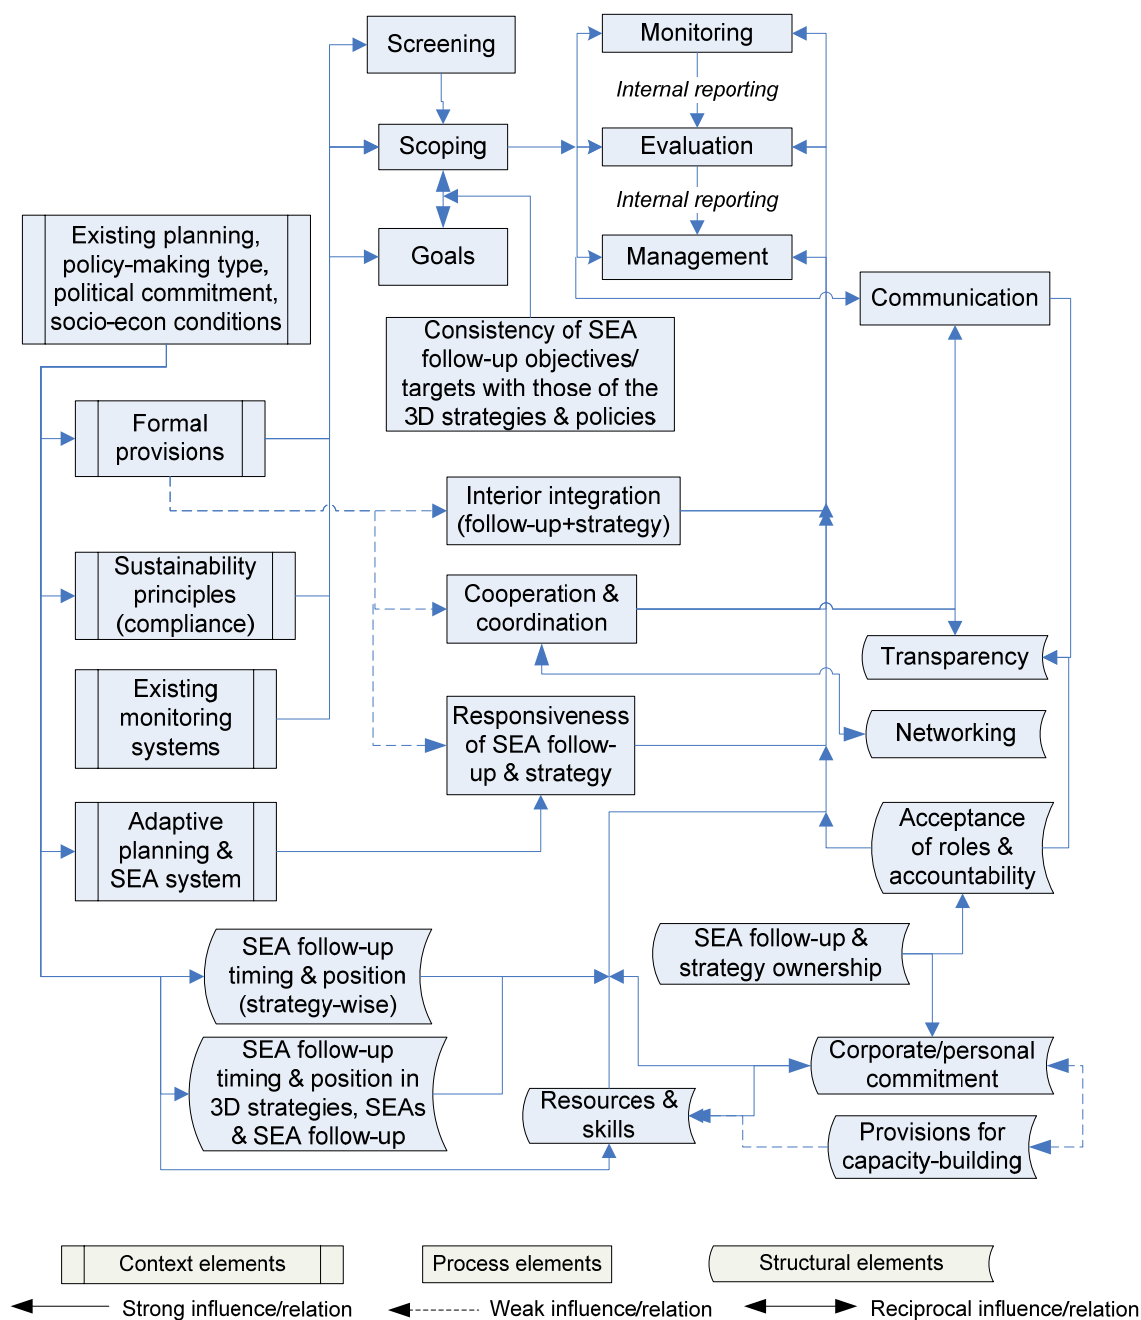 Screening
Monitoring
Internal reporting
Scoping
Evaluation
Internal reporting
Existing planning,
policy-making type,
political commitment,
socio-econ conditions
Goals
Management
Communication
Consistency of SEA
follow-up objectives/
targets with those of the
3D strategies & policies
Formal
provisions
Interior integration
(follow-up+strategy)
Sustainability
principles
(compliance)
Cooperation &
coordination
Transparency
Existing
monitoring
systems
Responsiveness
of SEA follow-
up & strategy
Networking
Adaptive
planning &
SEA system
Acceptance
of roles &
accountability
SEA follow-up
timing & position
(strategy-wise)
SEA follow-up &
strategy ownership
SEA follow-up
timing & position in
3D strategies, SEAs
& SEA follow-up
Resources &
skills
Corporate/personal
commitment
Provisions for
capacity-building
Context elements
Process elements
Structural elements
Strong influence/relation
Weak influence/relation
Reciprocal influence/relation